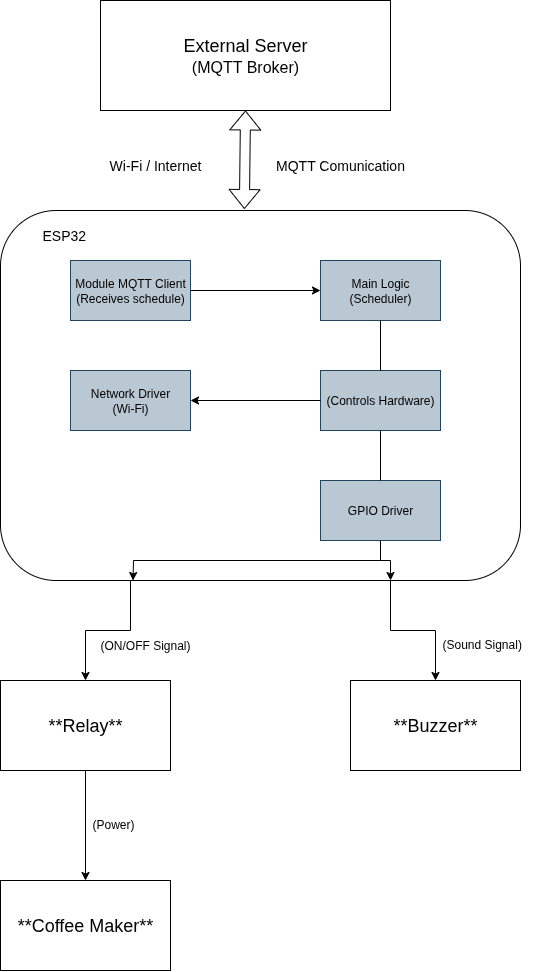 External Server
(MQTT Broker)
Wi-Fi / Internet
MQTT Comunication
ESP32
Module MQTT Client
(Receives schedule)
Main Logic
(Scheduler)
Network Driver
(Wi-Fi)
(Controls Hardware)
GPIO Driver
(ON/OFF Signal)
(Sound Signal)
**Relay**
**Buzzer**
(Power)
**Coffee Maker**